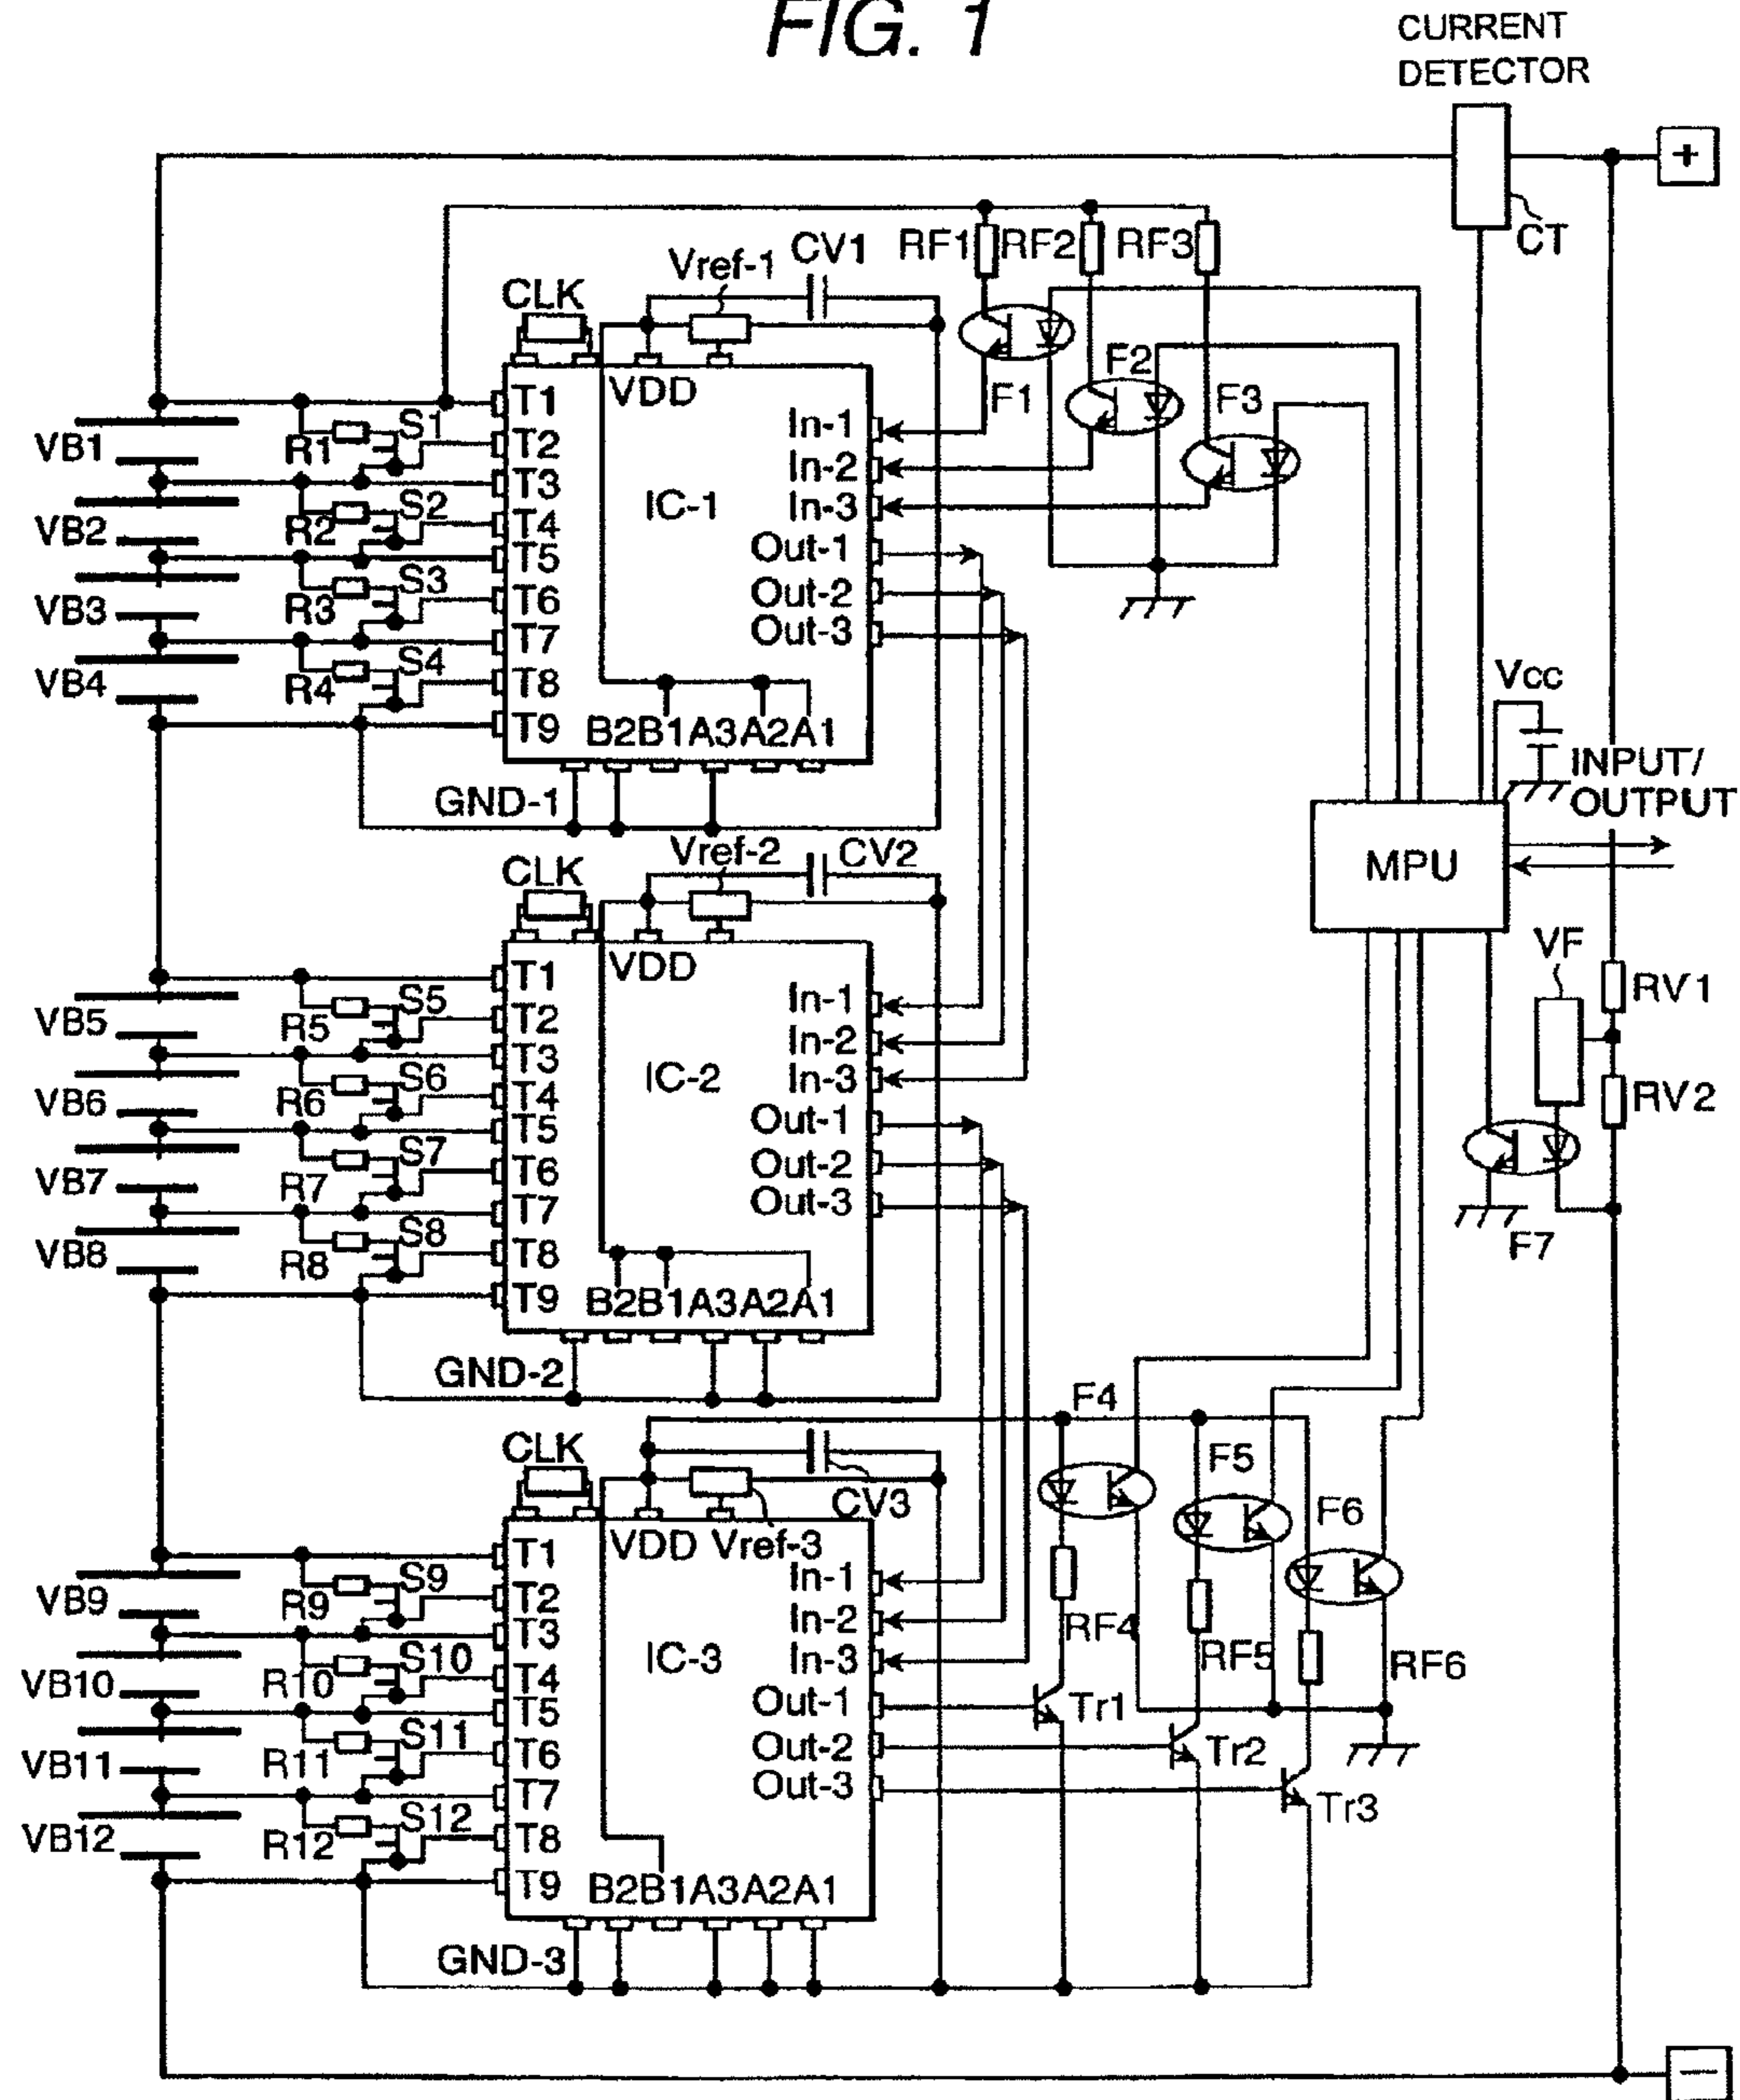 FIG. 1
CURRENT
DETECTOR
+
CT
RF1
RF2
RF3
CV1
Vref-1
CLK
VDD
F1
F2
F3
T1
T2
T3
T4
T5
T6
T7
T8
T9
IC-1
In-1
In-2
In-3
Out-1
Out-2
Out-3
B2B1A3A2A1
GND-1
VB1
VB2
VB3
VB4
R1
S1
R2
S2
R3
S3
R4
S4
Vcc
INPUT/
OUTPUT
MPU
VF
RV1
RV2
F7
Vref-2
CV2
CLK
VDD
T1
T2
T3
T4
T5
T6
T7
T8
T9
IC-2
In-1
In-2
In-3
Out-1
Out-2
Out-3
B2B1A3A2A1
GND-2
VB5
VB6
VB7
VB8
R5
S5
R6
S6
R7
S7
R8
S8
F4
F5
F6
CLK
CV3
VDD
Vref-3
T1
T2
T3
T4
T5
T6
T7
T8
T9
IC-3
In-1
In-2
In-3
Out-1
Out-2
Out-3
B2B1A3A2A1
GND-3
VB9
VB10
VB11
VB12
R9
S9
R10
S10
R11
S11
R12
S12
RF4
RF5
RF6
Tr1
Tr2
Tr3
−